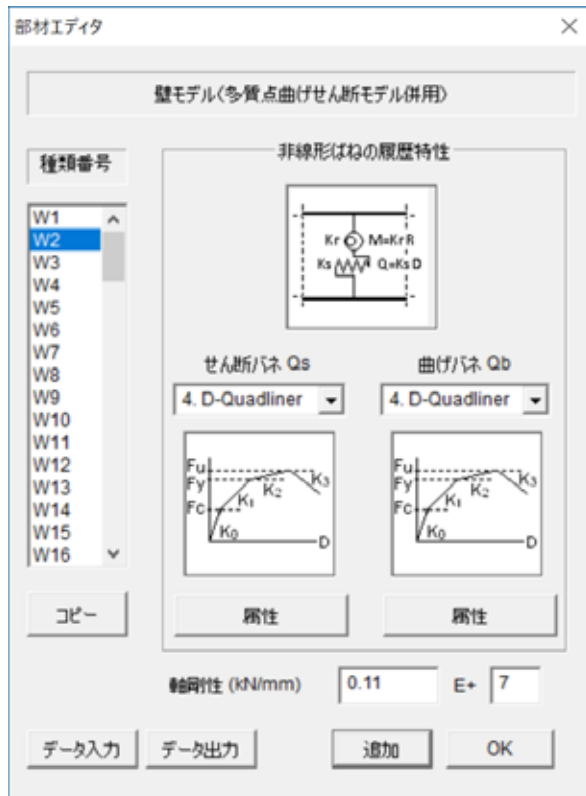 部材エディタ
壁モデル(多質点曲げせん断モデル併用)
種類番号
W1
W2
W3
W4
W5
W6
W7
W8
W9
W10
W11
W12
W13
W14
W15
W16
コピー
非線形ばねの履歴特性
Kr M=Kr R
Ks Q=Ks D
せん断バネ Qs
4. D-Quadliner
Fu
Fy
Fc
K0
K1
K2
K3
D
属性
曲げバネ Qb
4. D-Quadliner
Fu
Fy
Fc
K0
K1
K2
K3
D
属性
軸剛性 (kN/mm) 0.11 E+ 7
データ入力 データ出力 追加 OK